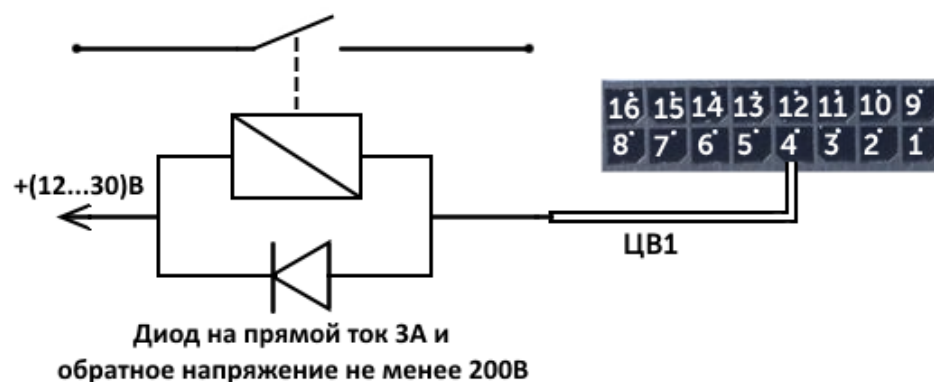 16 15 14 13 12 11 10 9
8 7 6 5 4 3 2 1
+(12...30)В
ЦВ1
Диод на прямой ток 3А и
обратное напряжение не менее 200В